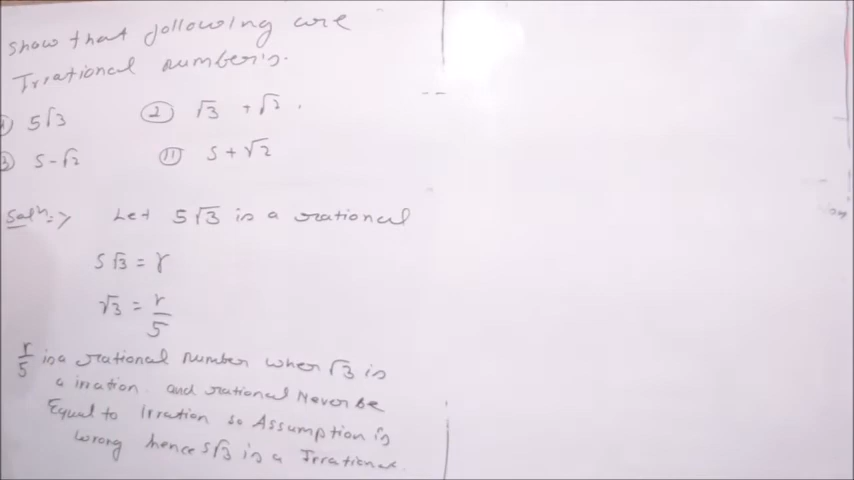 Show that following are
Irrational number's.
5√3 ② √3 + √2 .
③ 5-√2 ⑪ 5+√2
Soln:=> Let 5√3 is a rational
5√3 = r
√3 = r/5
r/5 is a rational number when √3 is
a irration. and rational Never be
Equal to Irration so Assumption is
wrong hence 5√3 is a Irrational.